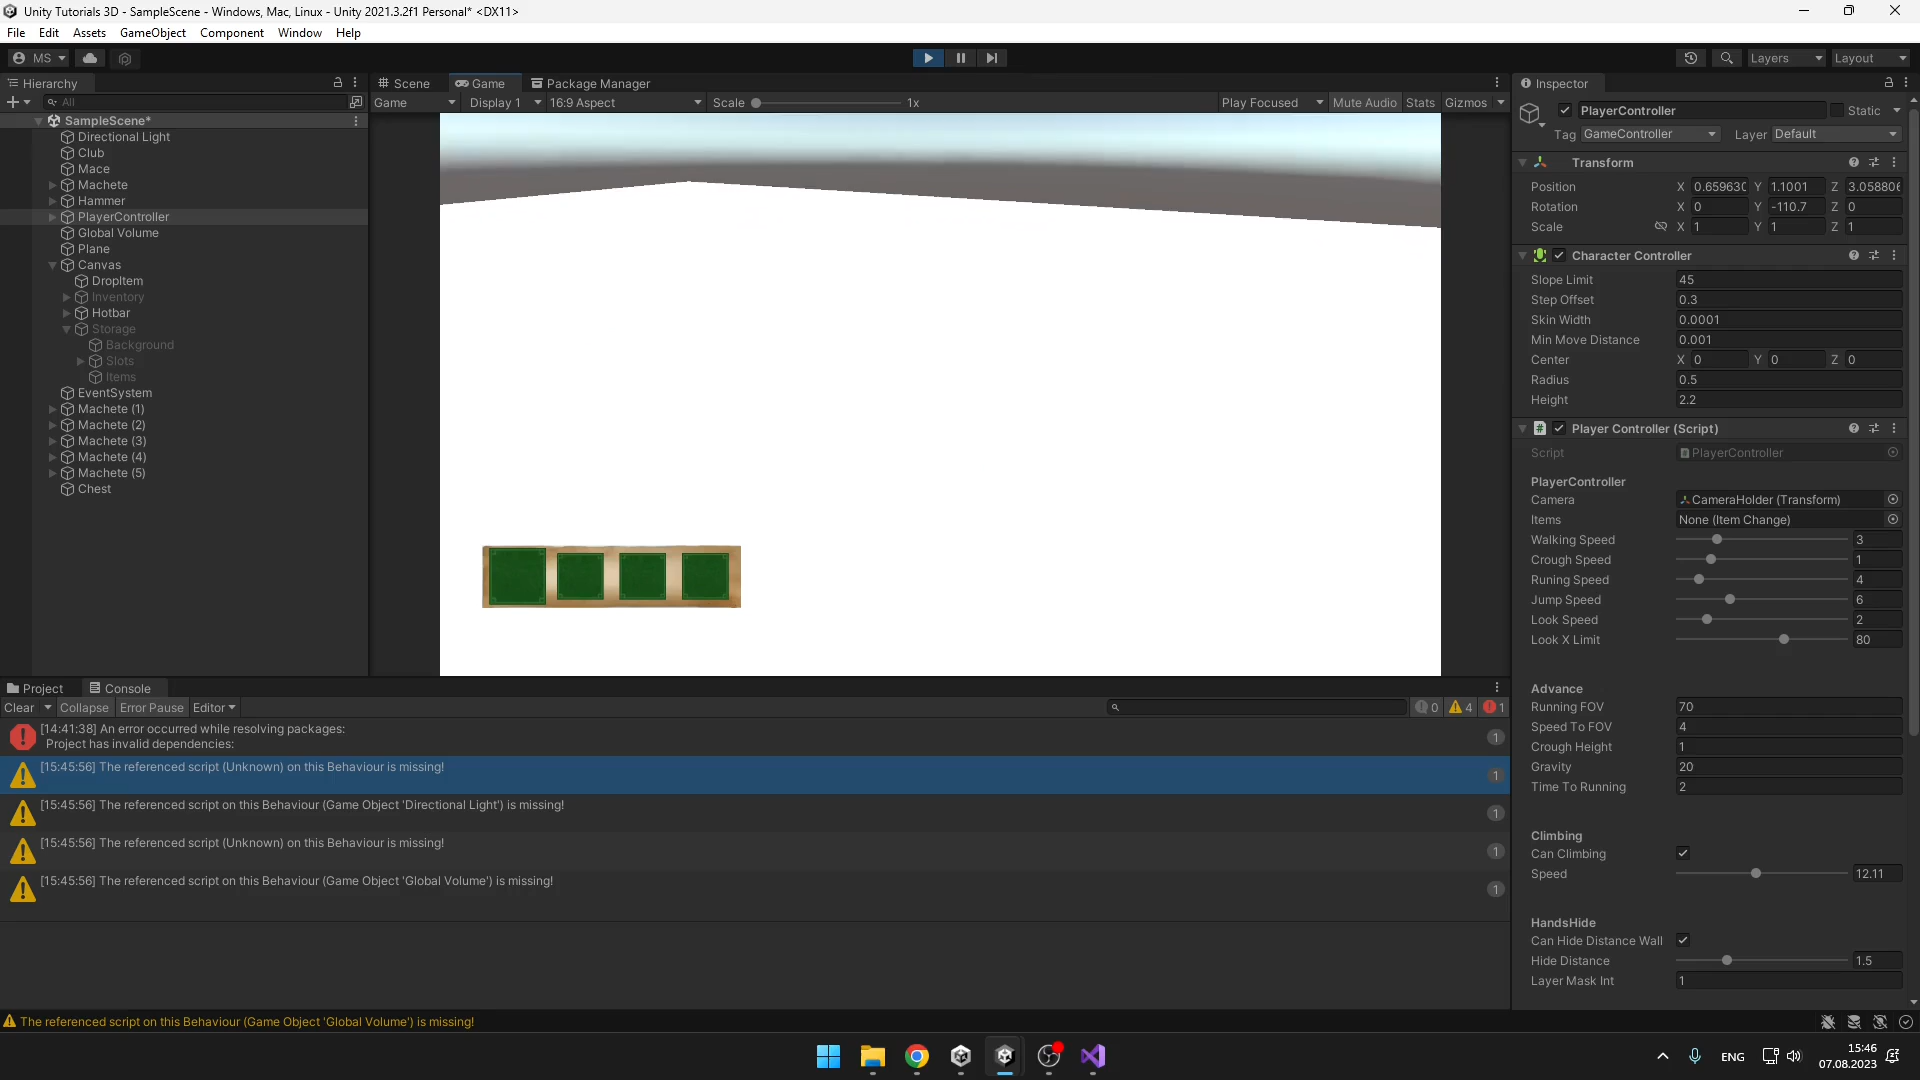 Unity Tutorials 3D - SampleScene - Windows, Mac, Linux - Unity 2021.3.2f1 Personal* <DX11>
File Edit Assets GameObject Component Window Help
MS Layers Layout
Hierarchy
All
SampleScene*
Directional Light
Club
Mace
Machete
Hammer
PlayerController
Global Volume
Plane
Canvas
DropItem
Inventory
Hotbar
Storage
Background
Slots
Items
EventSystem
Machete (1)
Machete (2)
Machete (3)
Machete (4)
Machete (5)
Chest
Scene Game Package Manager
Game Display 1 16:9 Aspect Scale 1x Play Focused Mute Audio Stats Gizmos
Project Console
Clear Collapse Error Pause Editor 0 4 1
[14:41:38] An error occurred while resolving packages:
Project has invalid dependencies:
1
[15:45:56] The referenced script (Unknown) on this Behaviour is missing!
1
[15:45:56] The referenced script on this Behaviour (Game Object 'Directional Light') is missing!
1
[15:45:56] The referenced script (Unknown) on this Behaviour is missing!
1
[15:45:56] The referenced script on this Behaviour (Game Object 'Global Volume') is missing!
1
Inspector
PlayerController Static
Tag GameController Layer Default
Transform
Position X 0.65963 Y 1.1001 Z 3.05880
Rotation X 0 Y -110.7 Z 0
Scale X 1 Y 1 Z 1
Character Controller
Slope Limit 45
Step Offset 0.3
Skin Width 0.0001
Min Move Distance 0.001
Center X 0 Y 0 Z 0
Radius 0.5
Height 2.2
# Player Controller (Script)
Script PlayerController
PlayerController
Camera CameraHolder (Transform)
Items None (Item Change)
Walking Speed 3
Crough Speed 1
Runing Speed 4
Jump Speed 6
Look Speed 2
Look X Limit 80
Advance
Running FOV 70
Speed To FOV 4
Crough Height 1
Gravity 20
Time To Running 2
Climbing
Can Climbing
Speed 12.11
HandsHide
Can Hide Distance Wall
Hide Distance 1.5
Layer Mask Int 1
The referenced script on this Behaviour (Game Object 'Global Volume') is missing!
ENG 15:46
07.08.2023